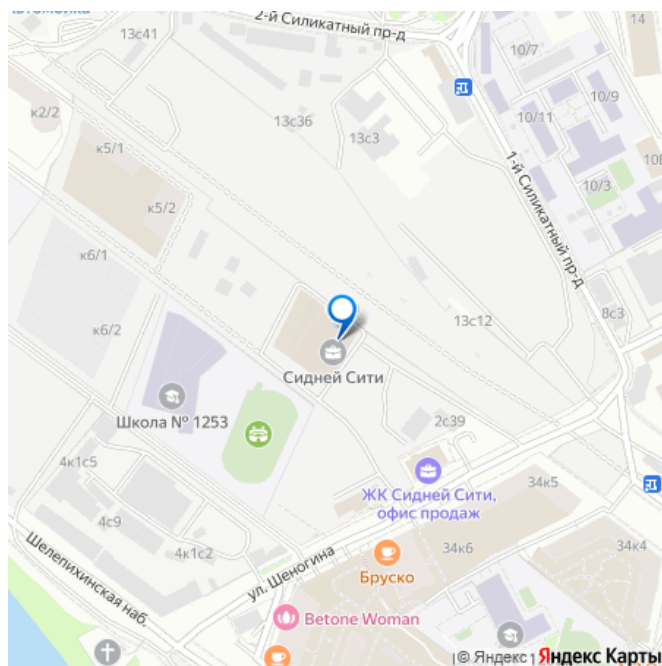 2-й Силикатный пр-д
14
13с41
10/7
10/9
к2/2
13с36
13с3
10/11
к5/1
1-й Силикатный пр-д
10/3
к5/2
к6/1
8с3
13с12
к6/2
Сидней Сити
Школа № 1253
2с39
4к1с5
ЖК Сидней Сити,
офис продаж
34к5
4с9
34к6
34к4
4к1с2
Шелепихинская наб.
ул. Шеногина
Бруско
Betone Woman
© Яндекс
Яндекс Карты